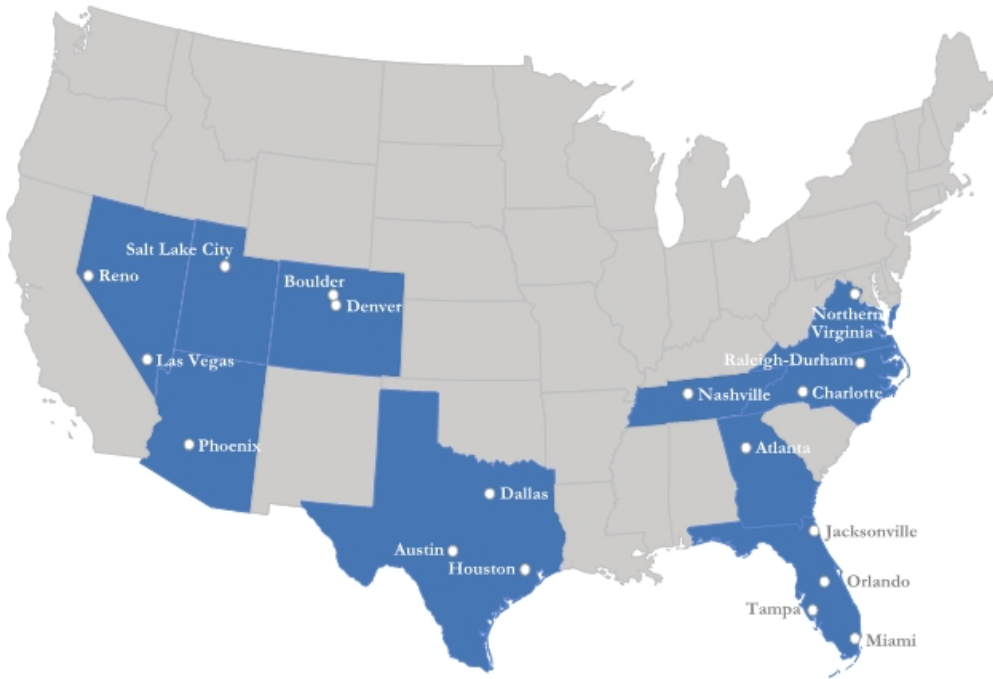 Salt Lake City
Reno
Boulder
Denver
Las Vegas
Phoenix
Dallas
Austin
Houston
Northern
Virginia
Raleigh-Durham
Nashville
Charlotte
Atlanta
Jacksonville
Orlando
Tampa
Miami